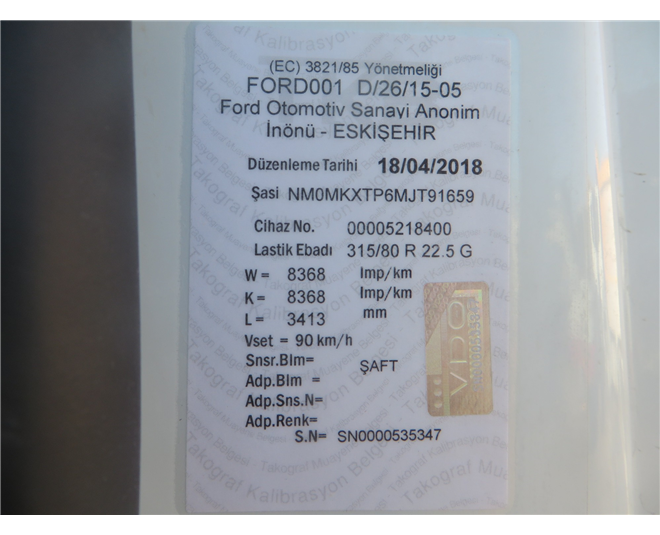 (EC) 3821/85 Yönetmeliği
FORD001 D/26/15-05
Ford Otomotiv Sanayi Anonim
İnönü - ESKİŞEHİR
Düzenleme Tarihi 18/04/2018
Şasi NM0MKXTP6MJT91659
Cihaz No. 00005218400
Lastik Ebadı 315/80 R 22.5 G
W = 8368 Imp/km
K = 8368 Imp/km
L = 3413 mm
Vset = 90 km/h
Snsr.Blm= ŞAFT
Adp.Blm =
Adp.Sns.N=
Adp.Renk=
S.N= SN0000535347
VDO